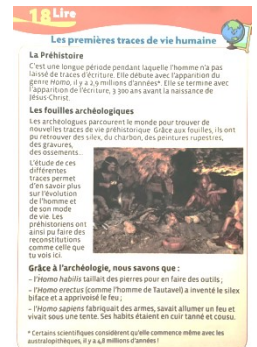 18 Lire
Les premières traces de vie humaine
La Préhistoire
C'est une longue période pendant laquelle l'homme n'a pas
laissé de traces d'écriture. Elle débute avec l'apparition du
genre Homo, il y a 2,9 millions d'années*. Elle se termine avec
l'apparition de l'écriture, 3 300 ans avant la naissance de
Jésus-Christ.
Les fouilles archéologiques
Les archéologues parcourent le monde pour trouver de
nouvelles traces de vie préhistorique. Grâce aux fouilles, ils ont
pu retrouver des silex, du charbon, des peintures rupestres,
des gravures,
des ossements...
L'étude de ces
différentes
traces permet
d'en savoir plus
sur l'évolution
de l'homme et
de son mode
de vie. Les
préhistoriens ont
ainsi pu faire des
reconstitutions
comme celle que
tu vois ici.
Grâce à l'archéologie, nous savons que :
– l'Homo habilis taillait des pierres pour en faire des outils ;
– l'Homo erectus (comme l'homme de Tautavel) a inventé le silex
biface et a apprivoisé le feu ;
– l'Homo sapiens fabriquait des armes, savait allumer un feu et
vivait sous une tente. Ses habits étaient en cuir tanné et cousu.
* Certains scientifiques considèrent qu'elle commence même avec les
australopithèques, il y a 4,8 millions d'années !